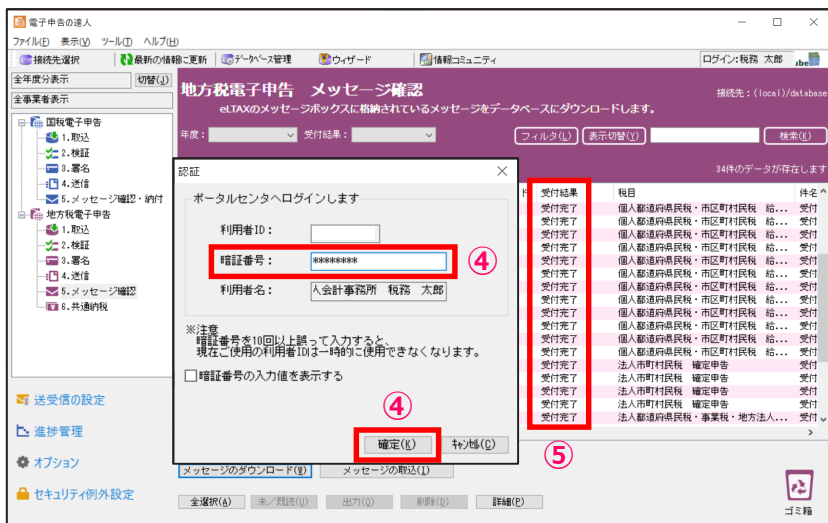 電子申告の達人
ファイル(F) 表示(V) ツール(T) ヘルプ(H)
接続先選択 最新の情報に更新 データベース管理 ウィザード 情報コミュニティ ログイン:税務 太郎
全年度分表示 切替(J)
全事業者表示
国税電子申告
1.取込
2.検証
3.署名
4.送信
5.メッセージ確認・納付
地方税電子申告
1.取込
2.検証
3.署名
4.送信
5.メッセージ確認
6.共通納税
送受信の設定
進捗管理
オプション
セキュリティ例外設定
地方税電子申告 メッセージ確認
接続先:(local)/database
eLTAXのメッセージボックスに格納されているメッセージをデータベースにダウンロードします。
年度: 受付結果: フィルタ(L) 表示切替(Y) 検索(K)
34件のデータが存在します
受付結果 税目 件名
受付完了 個人都道府県民税・市区町村民税 給... 受付
受付完了 個人都道府県民税・市区町村民税 給... 受付
受付完了 個人都道府県民税・市区町村民税 給... 受付
受付完了 個人都道府県民税・市区町村民税 給... 受付
受付完了 個人都道府県民税・市区町村民税 給... 受付
受付完了 個人都道府県民税・市区町村民税 給... 受付
受付完了 個人都道府県民税・市区町村民税 給... 受付
受付完了 個人都道府県民税・市区町村民税 給... 受付
受付完了 個人都道府県民税・市区町村民税 給... 受付
受付完了 個人都道府県民税・市区町村民税 給... 受付
受付完了 個人都道府県民税・市区町村民税 給... 受付
受付完了 個人都道府県民税・市区町村民税 給... 受付
受付完了 法人市町村民税 確定申告 受付
受付完了 法人市町村民税 確定申告 受付
受付完了 法人市町村民税 確定申告 受付
受付完了 法人市町村民税 確定申告 受付
受付完了 法人都道府県民税・事業税・地方法人... 受付
認証
ポータルセンタへログインします
利用者ID:
暗証番号: ******** ④
利用者名: 人会計事務所 税務 太郎
※注意
暗証番号を10回以上誤って入力すると、
現在ご使用の利用者IDは一時的に使用できなくなります。
暗証番号の入力値を表示する
④
確定(K) キャンセル(C)
⑤
メッセージのダウンロード(W) メッセージの取込(I)
全選択(A) 未/既読(U) 出力(O) 削除(D) 詳細(P)
ゴミ箱